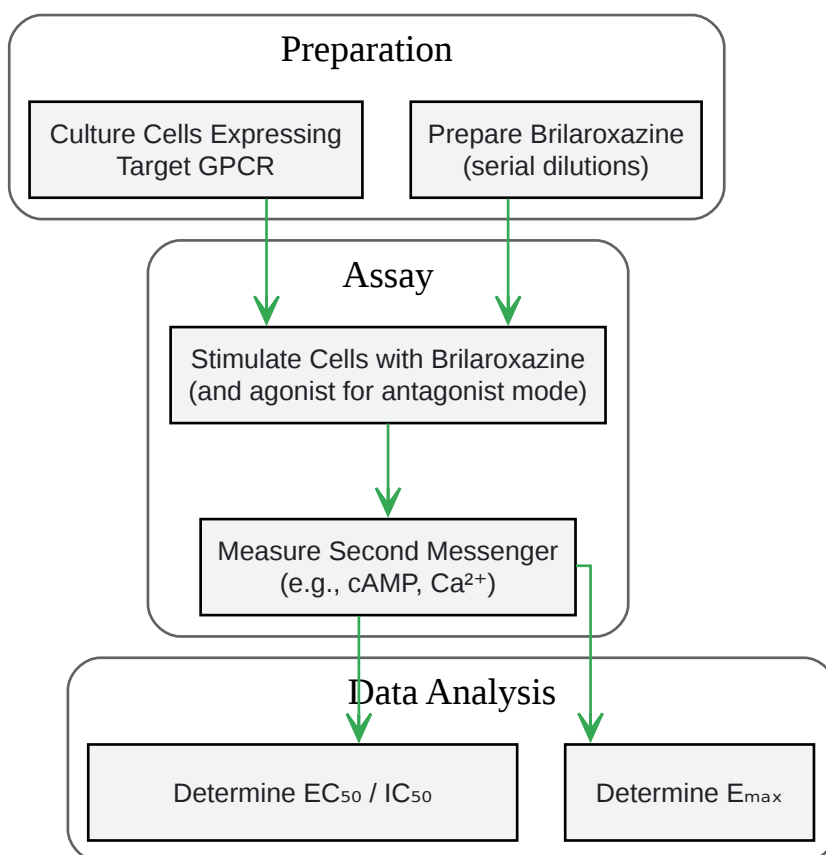 Preparation
Culture Cells Expressing
Target GPCR
Prepare Brilaroxazine
(serial dilutions)
Assay
Stimulate Cells with Brilaroxazine
(and agonist for antagonist mode)
Measure Second Messenger
(e.g., cAMP, Ca²⁺)
Data Analysis
Determine EC₅₀ / IC₅₀
Determine Eₘₐₓ